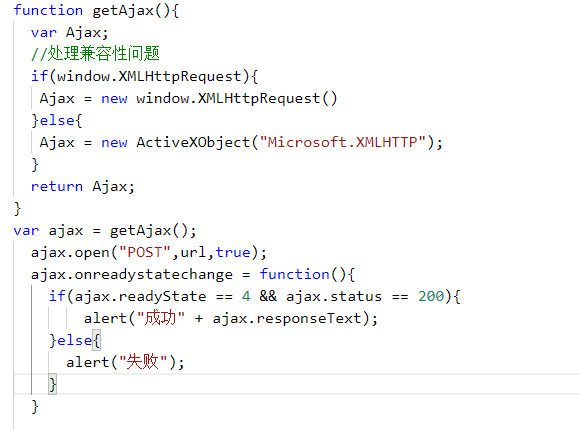 function getAjax(){
var Ajax;
//处理兼容性问题
if(window.XMLHttpRequest){
Ajax = new window.XMLHttpRequest()
}else{
Ajax = new ActiveXObject("Microsoft.XMLHTTP");
}
return Ajax;
}
var ajax = getAjax();
ajax.open("POST",url,true);
ajax.onreadystatechange = function(){
if(ajax.readyState == 4 && ajax.status == 200){
alert("成功" + ajax.responseText);
}else{
alert("失败");
}
}